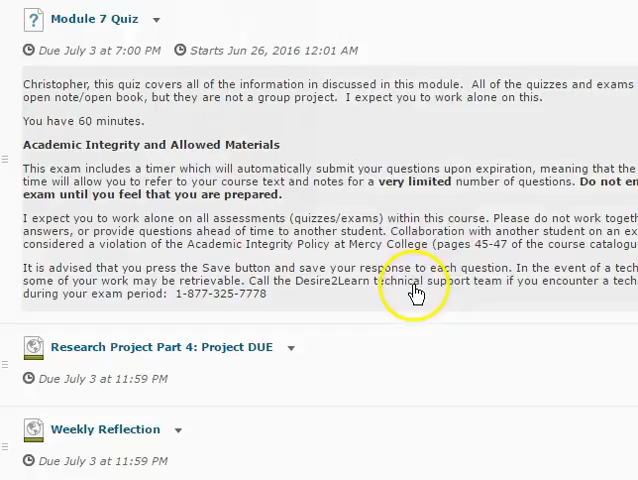 Module 7 Quiz
Due July 3 at 7:00 PM Starts Jun 26, 2016 12:01 AM
Christopher, this quiz covers all of the information in discussed in this module. All of the quizzes and exams
open note/open book, but they are not a group project. I expect you to work alone on this.
You have 60 minutes.
Academic Integrity and Allowed Materials
This exam includes a timer which will automatically submit your questions upon expiration, meaning that the
time will allow you to refer to your course text and notes for a very limited number of questions. Do not en
exam until you feel that you are prepared.
I expect you to work alone on all assessments (quizzes/exams) within this course. Please do not work togeth
answers, or provide questions ahead of time to another student. Collaboration with another student on an ex
considered a violation of the Academic Integrity Policy at Mercy College (pages 45-47 of the course catalogu
It is advised that you press the Save button and save your response to each question. In the event of a tech
some of your work may be retrievable. Call the Desire2Learn technical support team if you encounter a tech
during your exam period: 1-877-325-7778
Research Project Part 4: Project DUE
Due July 3 at 11:59 PM
Weekly Reflection
Due July 3 at 11:59 PM